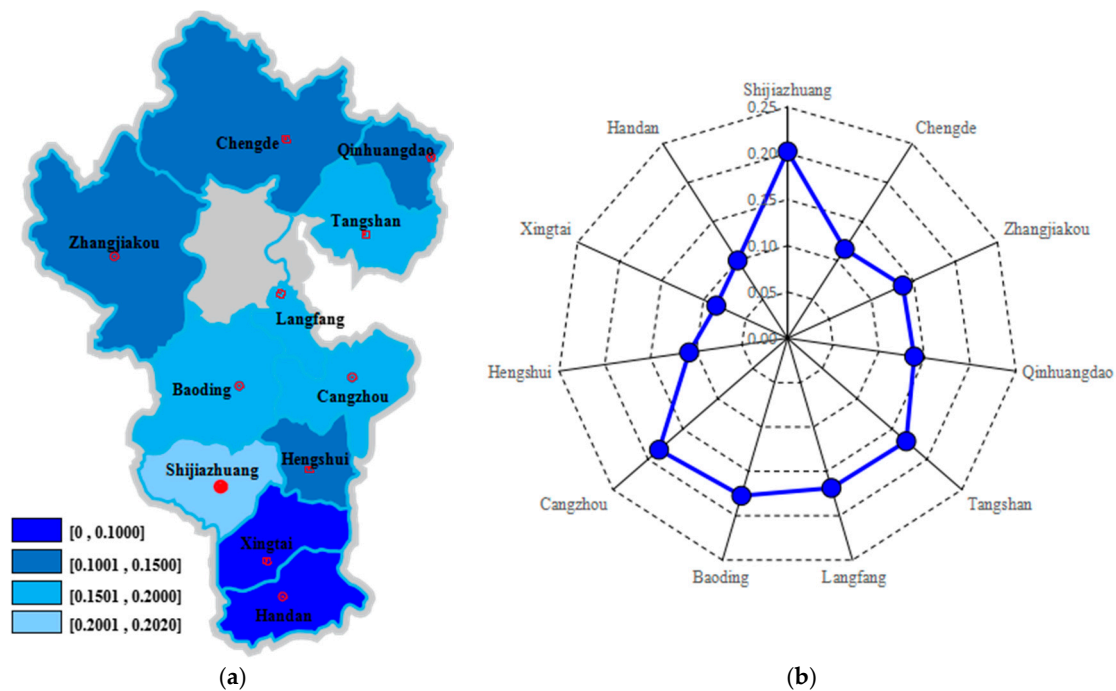 Chengde
Qinhuangdao
Tangshan
Zhangjiakou
Langfang
Baoding
Cangzhou
Shijiazhuang
Hengshui
Xingtai
Handan
[0 , 0.1000]
[0.1001 , 0.1500]
[0.1501 , 0.2000]
[0.2001 , 0.2020]
(a)
Shijiazhuang
0.25
Handan
Chengde
0.20
0.15
Xingtai
Zhangjiakou
0.10
0.05
0.00
Hengshui
Qinhuangdao
Cangzhou
Tangshan
Baoding
Langfang
(b)